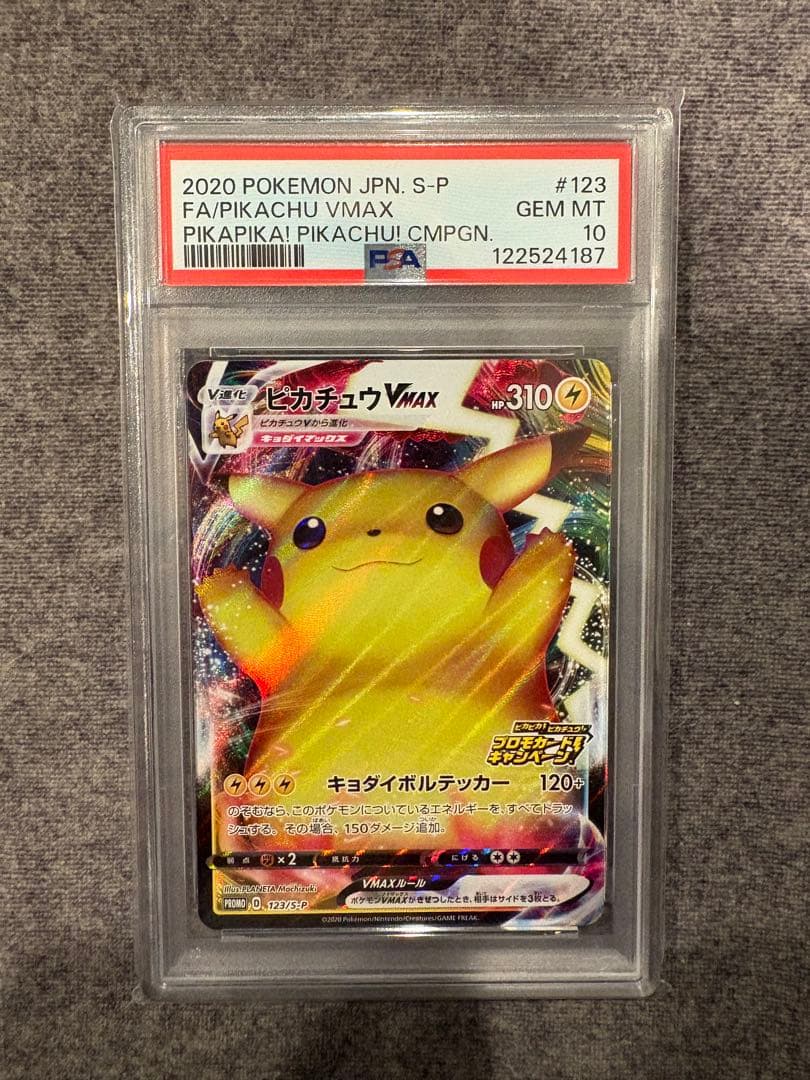 2020 POKEMON JPN. S-P #123
FA/PIKACHU VMAX GEM MT
PIKAPIKA! PIKACHU! CMPGN. 10
PSA 122524187
V進化 ピカチュウVMAX HP310
ピカチュウVから進化
キョダイマックス
ピカピカ! ピカチュウ!
プロモカード
キャンペーン!
キョダイボルテッカー 120+
のぞむなら、このポケモンについているエネルギーを、すべてトラッ
シュする。その場合、150ダメージ追加。
弱点 ×2 抵抗力 にげる
Illus.PLANETA Mochizuki
VMAXルール
ポケモンVMAXがきぜつしたとき、相手はサイドを3枚とる。
PROMO D 123/S-P
©2020 Pokémon/Nintendo/Creatures/GAME FREAK.